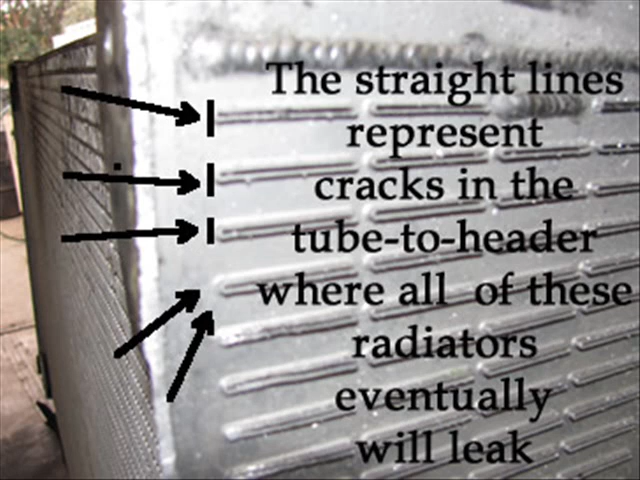 The straight lines
represent
cracks in the
tube-to-header
where all of these
radiators
eventually
will leak